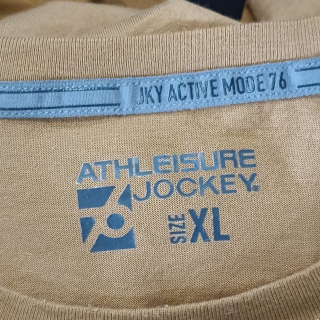 JKY ACTIVE MODE 76
ATHLEISURE
JOCKEY®
SIZE XL